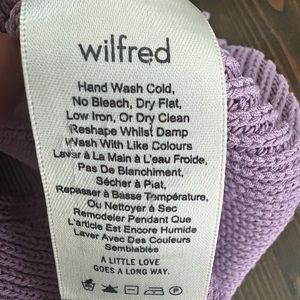 wilfred
Hand Wash Cold,
No Bleach, Dry Flat,
Low Iron, Or Dry Clean
Reshape Whilst Damp
Wash With Like Colours
Laver à La Main à L'eau Froide,
Pas De Blanchiment,
Sécher à Plat,
Repasser à Basse Température,
Ou Nettoyer à Sec
Remodeler Pendant Que
L'article Est Encore Humide
Laver Avec Des Couleurs
Semblables
A LITTLE LOVE
GOES A LONG WAY.